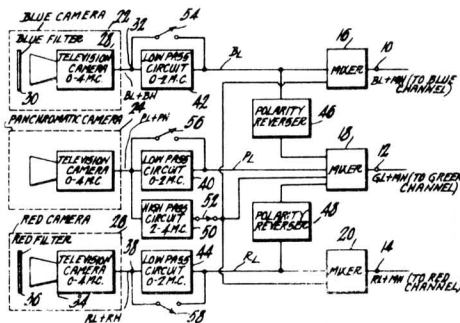 BLUE CAMERA
22
BLUE FILTER
28
32
54
TELEVISION
CAMERA
0-4 M.C.
LOW PASS
CIRCUIT
0-2 M.C.
BL
16
MIXER
10
BL+MH (TO BLUE
CHANNEL)
30
BL+BH
42
24
POLARITY
REVERSER
46
PANCHROMATIC CAMERA
PL+PH
56
18
TELEVISION
CAMERA
0-4 M.C.
LOW PASS
CIRCUIT
0-2 M.C.
PL
MIXER
12
GL+MH (TO GREEN
CHANNEL)
40
HIGH PASS
CIRCUIT
2-4 M.C.
52
50
POLARITY
REVERSER
48
RED CAMERA
26
RED FILTER
38
TELEVISION
CAMERA
0-4 M.C.
LOW PASS
CIRCUIT
0-2 M.C.
44
RL
20
MIXER
14
RL+MH (TO RED
CHANNEL)
36
34
RL+RH
58